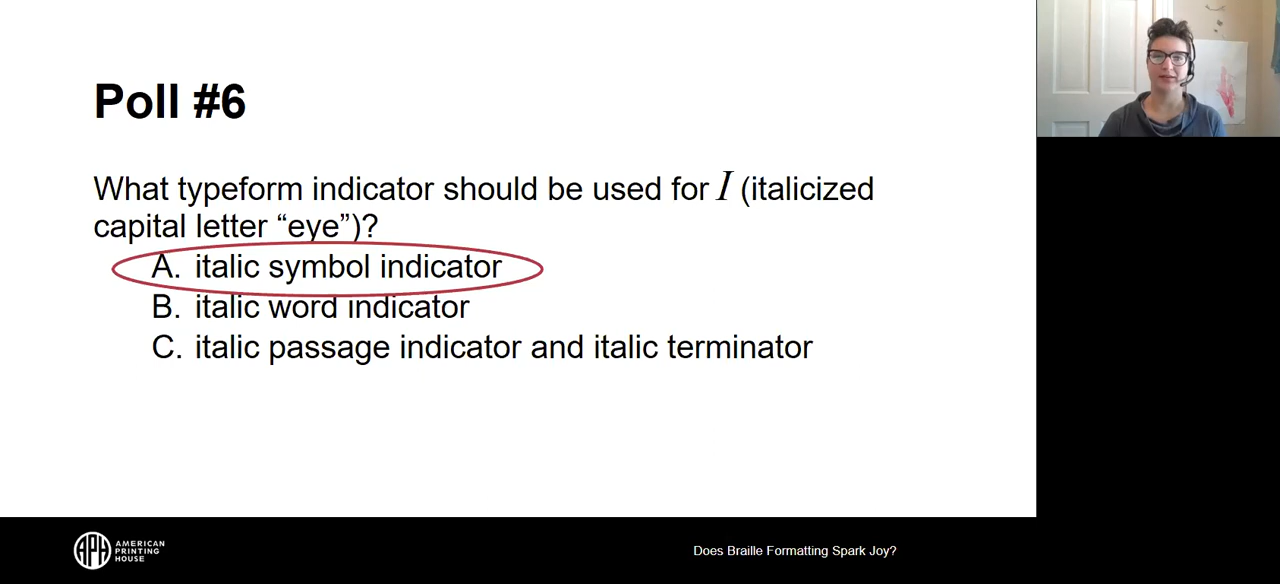 Poll #6
What typeform indicator should be used for I (italicized
capital letter “eye”)?
A. italic symbol indicator
B. italic word indicator
C. italic passage indicator and italic terminator
APH
AMERICAN
PRINTING
HOUSE
Does Braille Formatting Spark Joy?